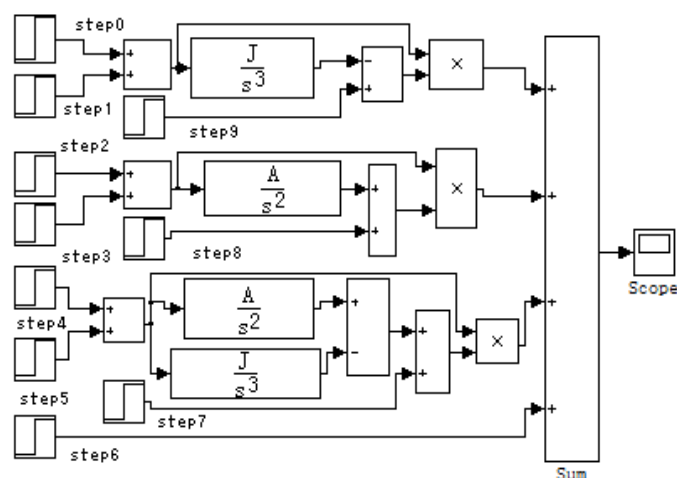 step0
+
+
J
s³
−
+
×
+
step1
step9
step2
+
+
A
s²
+
+
×
+
step3
step8
Scope
+
+
A
s²
+
−
+
+
×
+
step4
J
s³
step5
step7
+
step6
Sum